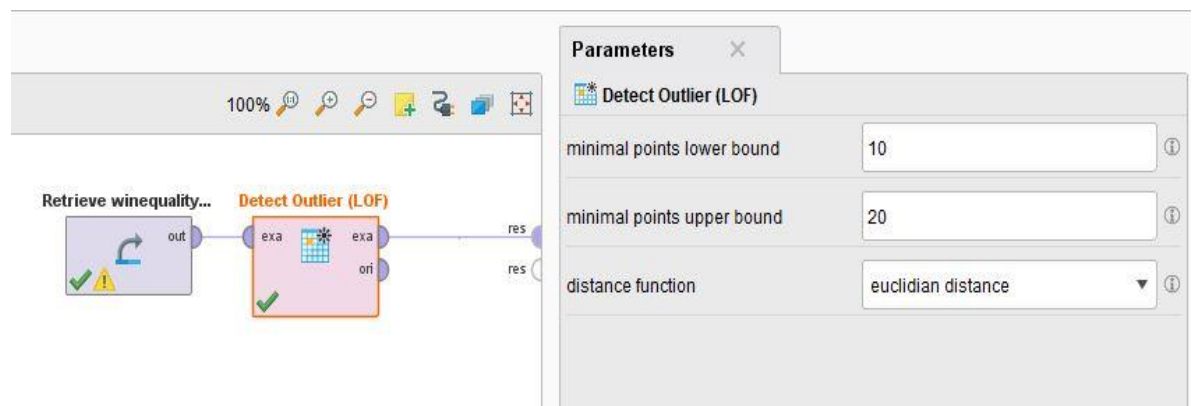 Parameters
100%
Detect Outlier (LOF)
minimal points lower bound 10
minimal points upper bound 20
distance function euclidian distance
Retrieve winequality... Detect Outlier (LOF)
out exa exa res
ori res